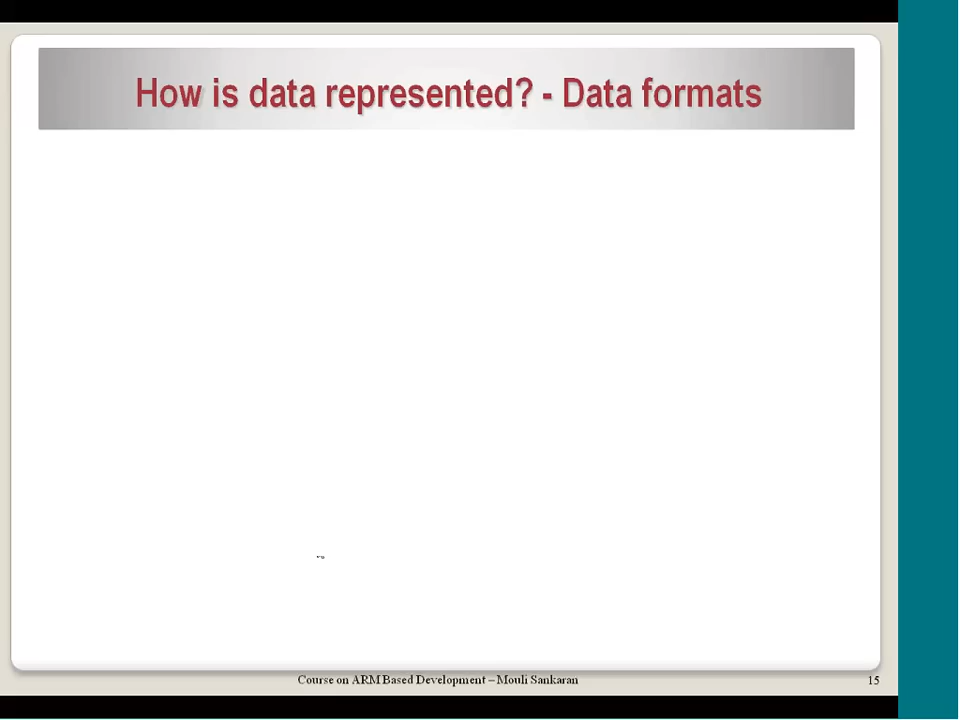 How is data represented? - Data formats
Course on ARM Based Development – Mouli Sankaran
15